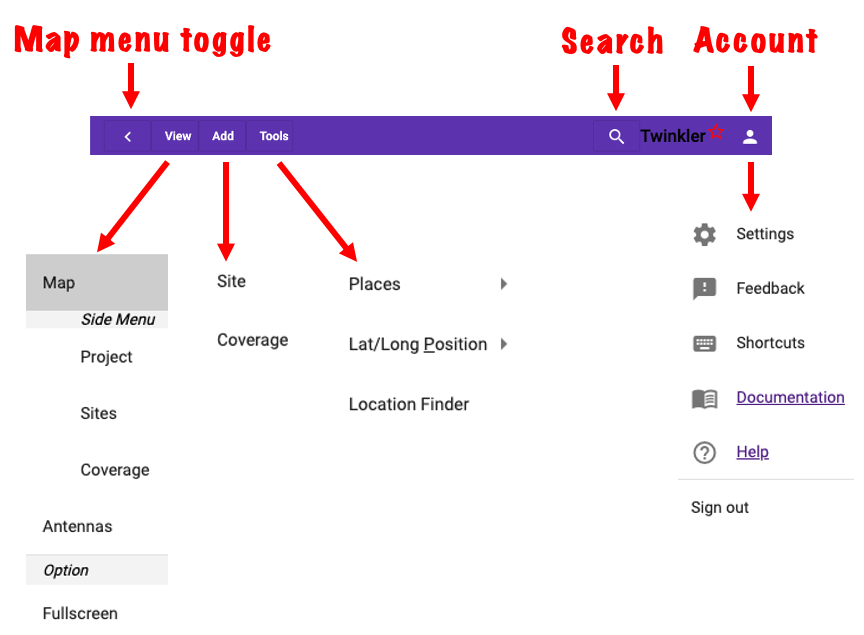 Map menu toggle
Search
Account
View Add Tools
Twinkler
Map
Side Menu
Project
Sites
Coverage
Antennas
Option
Fullscreen
Site
Coverage
Places
Lat/Long Position
Location Finder
Settings
Feedback
Shortcuts
Documentation
Help
Sign out